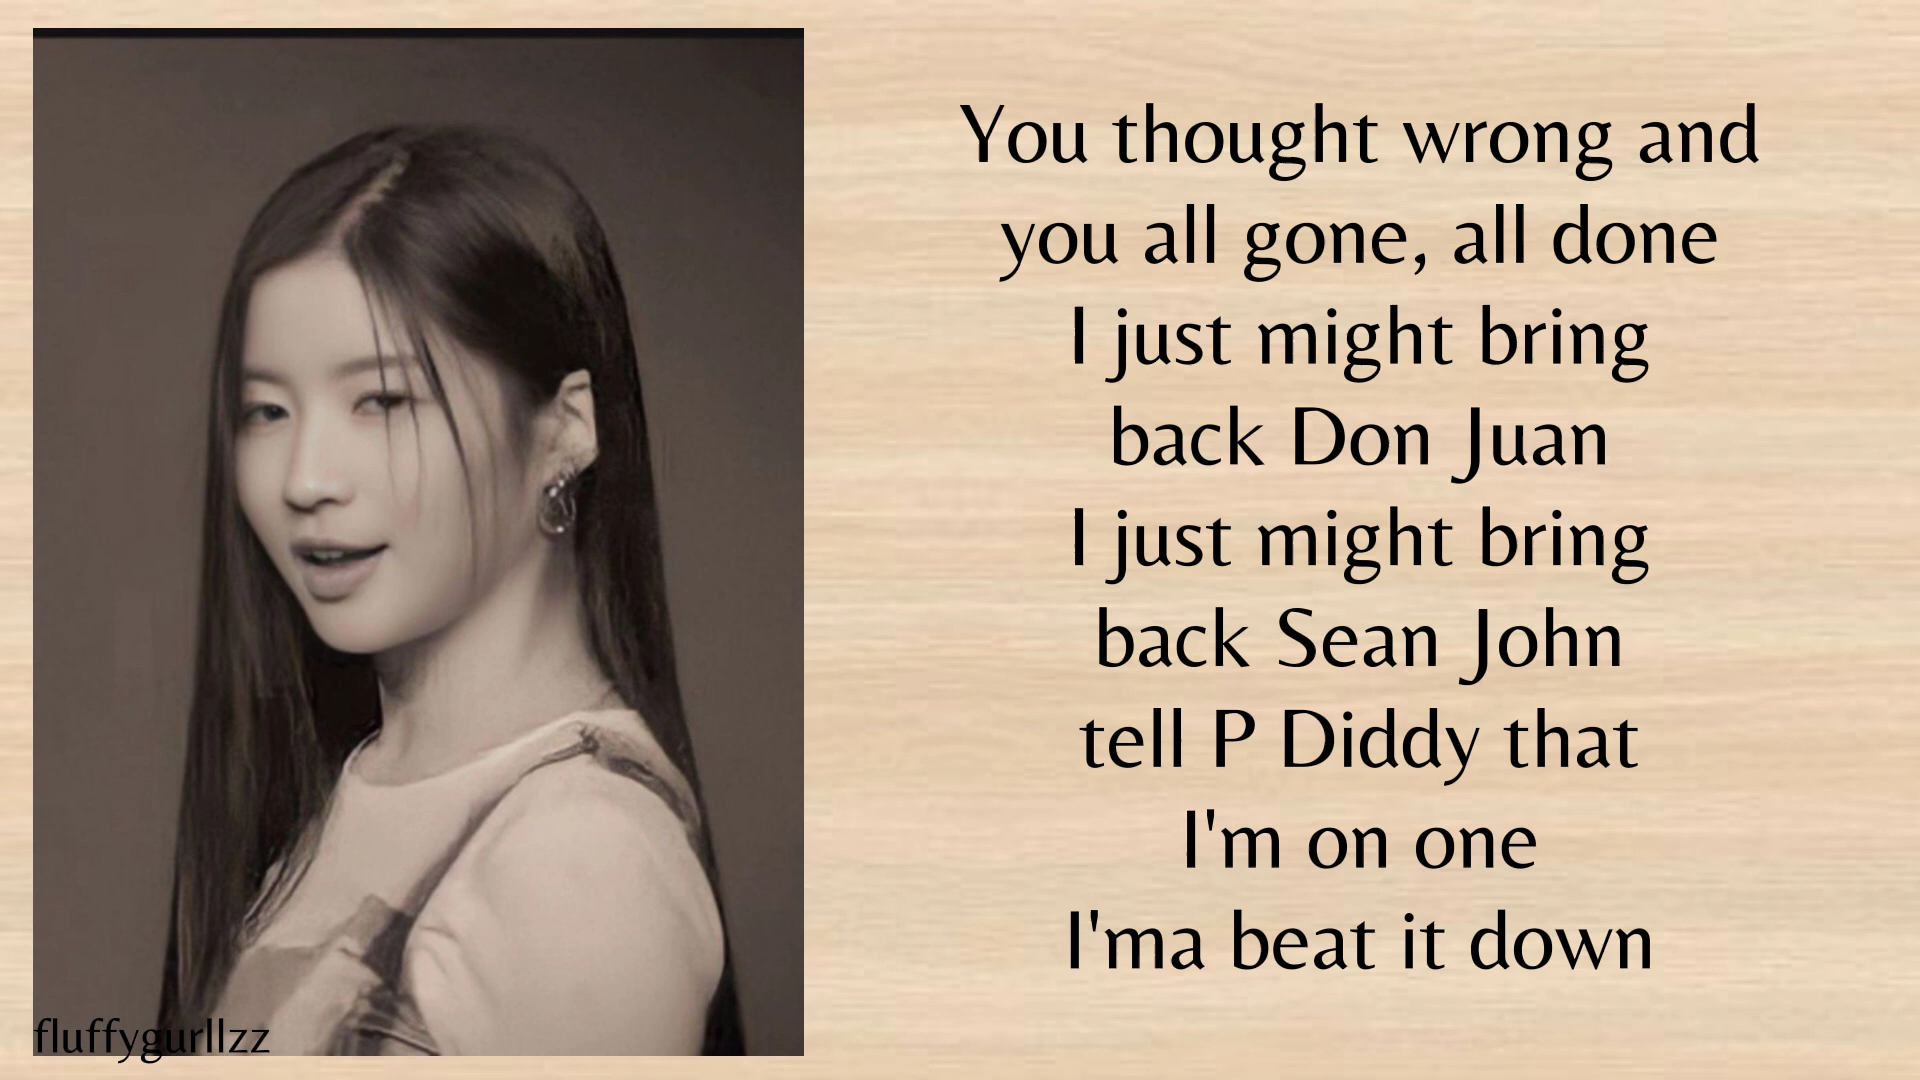 You thought wrong and
you all gone, all done
I just might bring
back Don Juan
I just might bring
back Sean John
tell P Diddy that
I'm on one
I'ma beat it down
fluffygurllzz